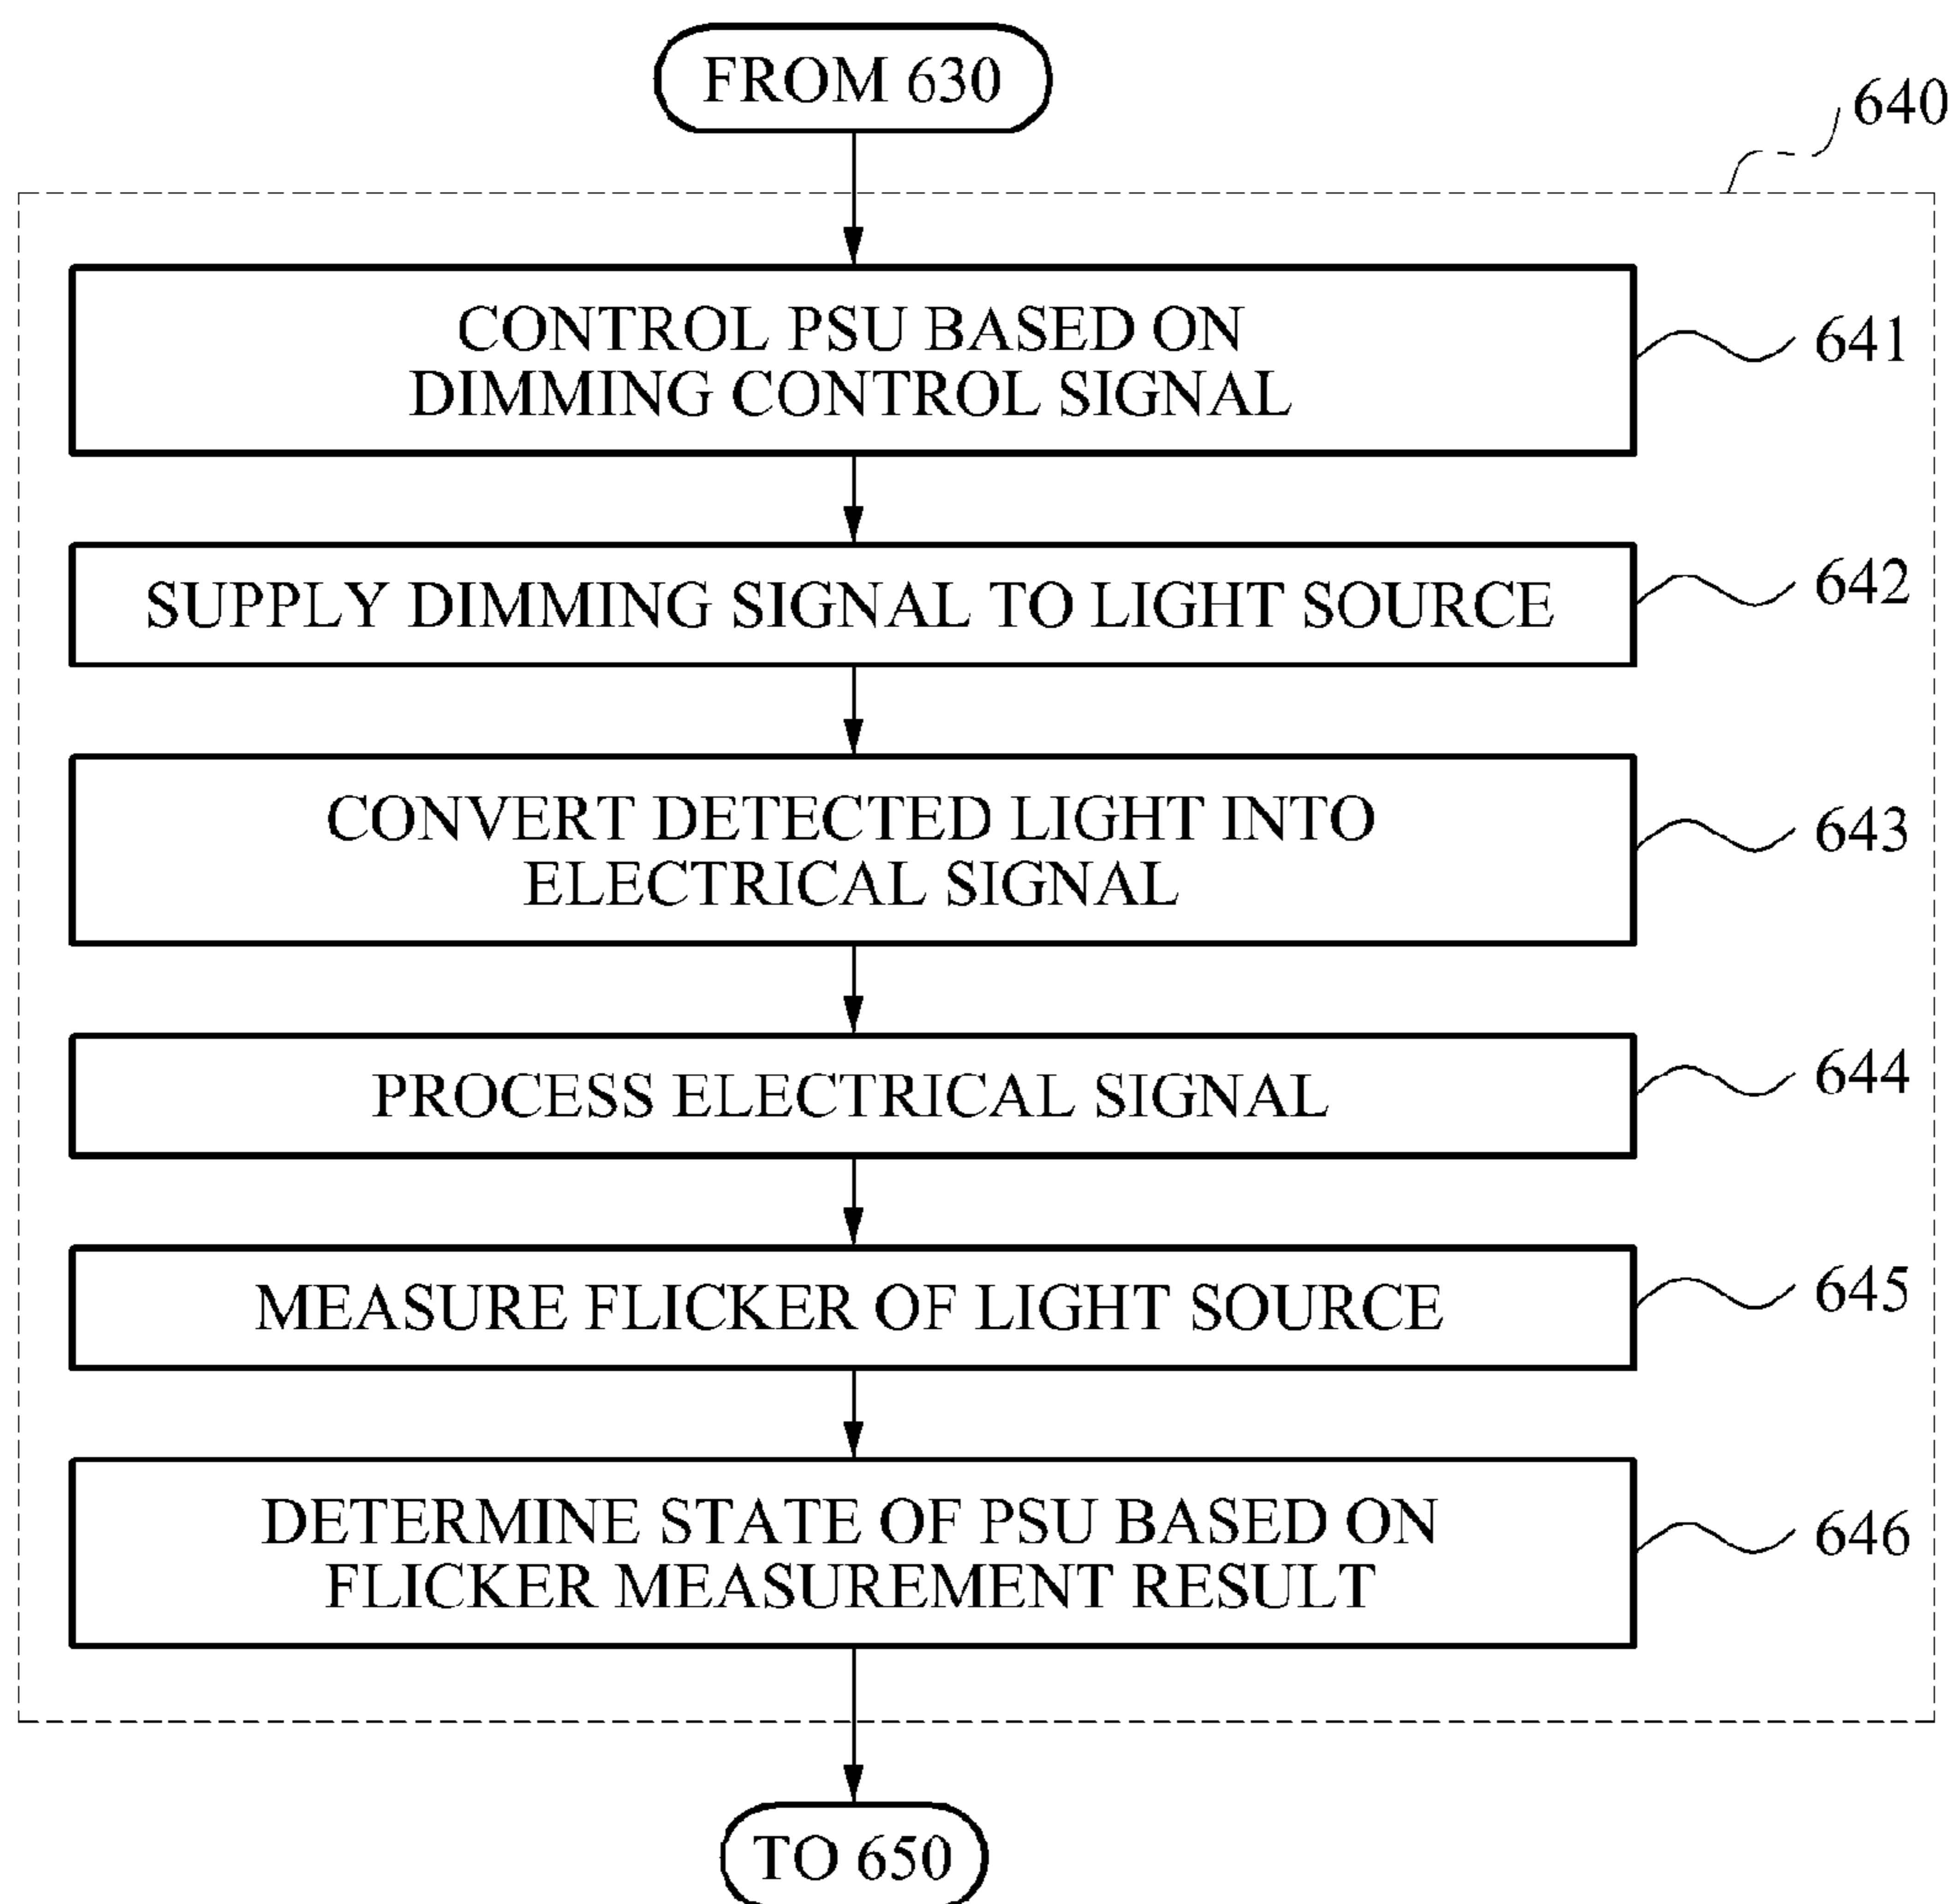 FROM 630
640
CONTROL PSU BASED ON
DIMMING CONTROL SIGNAL
641
SUPPLY DIMMING SIGNAL TO LIGHT SOURCE
642
CONVERT DETECTED LIGHT INTO
ELECTRICAL SIGNAL
643
PROCESS ELECTRICAL SIGNAL
644
MEASURE FLICKER OF LIGHT SOURCE
645
DETERMINE STATE OF PSU BASED ON
FLICKER MEASUREMENT RESULT
646
TO 650